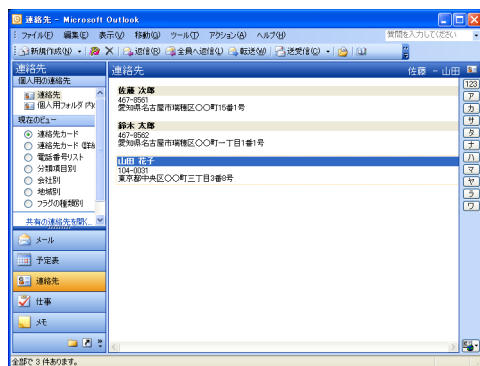 連絡先 - Microsoft Outlook
ファイル(F) 編集(E) 表示(V) 移動(G) ツール(T) アクション(A) ヘルプ(H) 質問を入力してください
新規作成(N) 返信(R) 全員へ返信(L) 転送(W) 送受信(C)
連絡先
個人用の連絡先
連絡先
個人用フォルダ 内
現在のビュー
連絡先カード
連絡先カード (詳細
電話番号リスト
分類項目別
会社別
地域別
フラグの種類別
共有の連絡先を開く...
メール
予定表
連絡先
仕事
メモ
連絡先 佐藤 - 山田
佐藤 次郎
467-8561
愛知県名古屋市瑞穂区〇〇町15番1号
鈴木 太郎
467-8562
愛知県名古屋市瑞穂区〇〇町一丁目1番1号
山田 花子
104-0031
東京都中央区〇〇町三丁目3番8号
123
ア
カ
サ
タ
ナ
ハ
マ
ヤ
ラ
ワ
全部で 3 件あります。